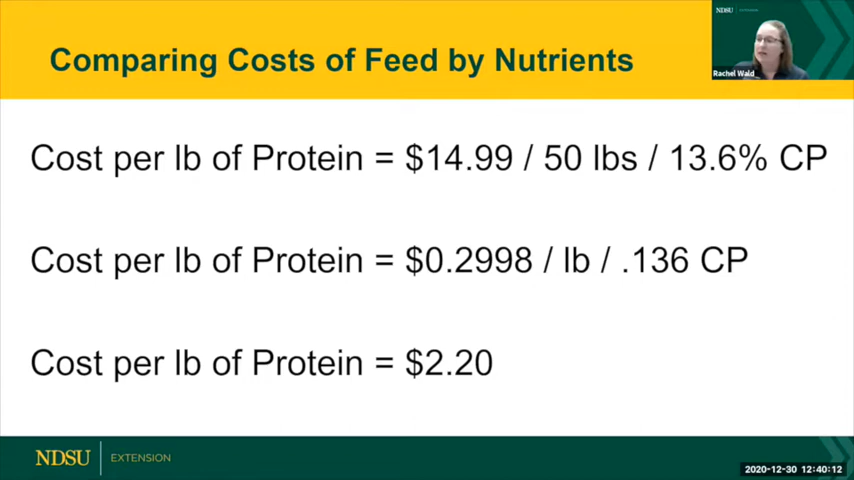 NDSU EXTENSION
Comparing Costs of Feed by Nutrients
Rachel Wald
Cost per lb of Protein = $14.99 / 50 lbs / 13.6% CP
Cost per lb of Protein = $0.2998 / lb / .136 CP
Cost per lb of Protein = $2.20
NDSU EXTENSION
2020-12-30 12:40:12